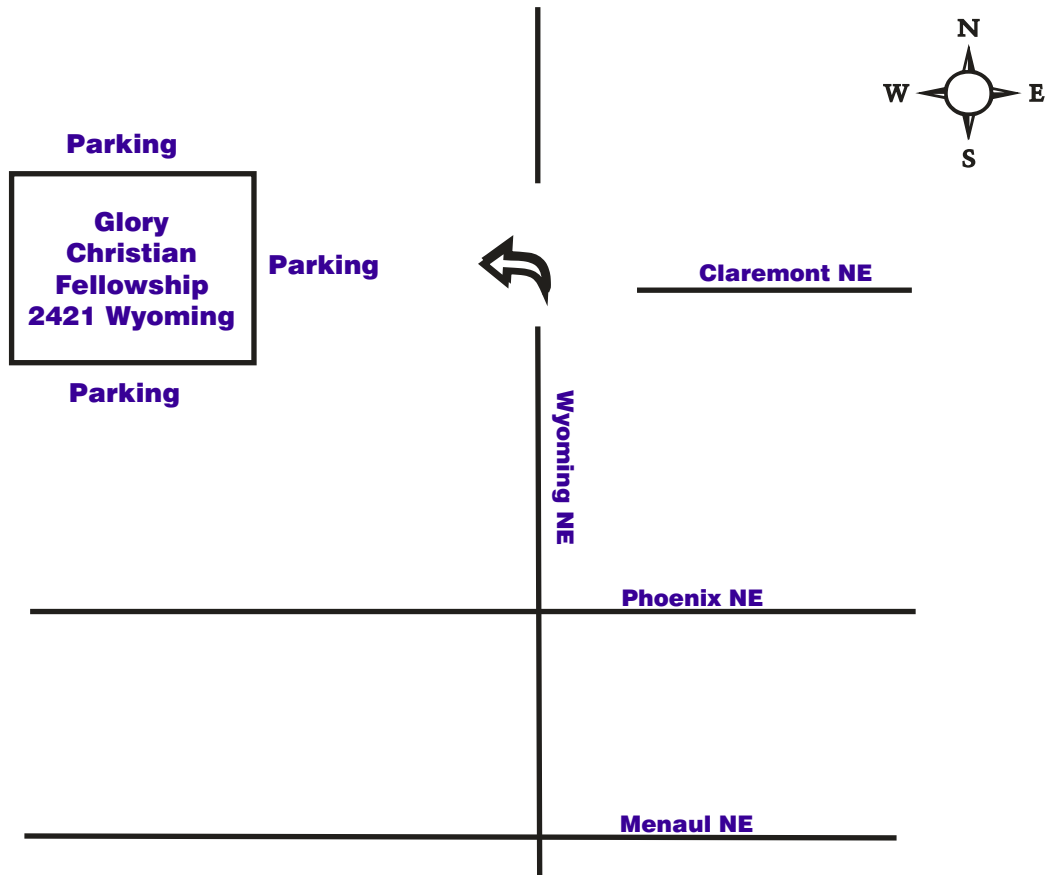 N
W
E
S
Parking
Glory
Christian
Fellowship
2421 Wyoming
Parking
Claremont NE
Parking
Wyoming NE
Phoenix NE
Menaul NE